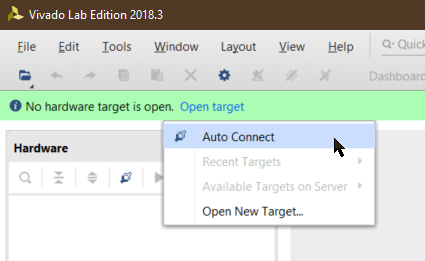 Vivado Lab Edition 2018.3
File Edit Tools Window Layout View Help Quick
Dashboard
No hardware target is open. Open target
Auto Connect
Hardware
Recent Targets
Available Targets on Server
Open New Target...